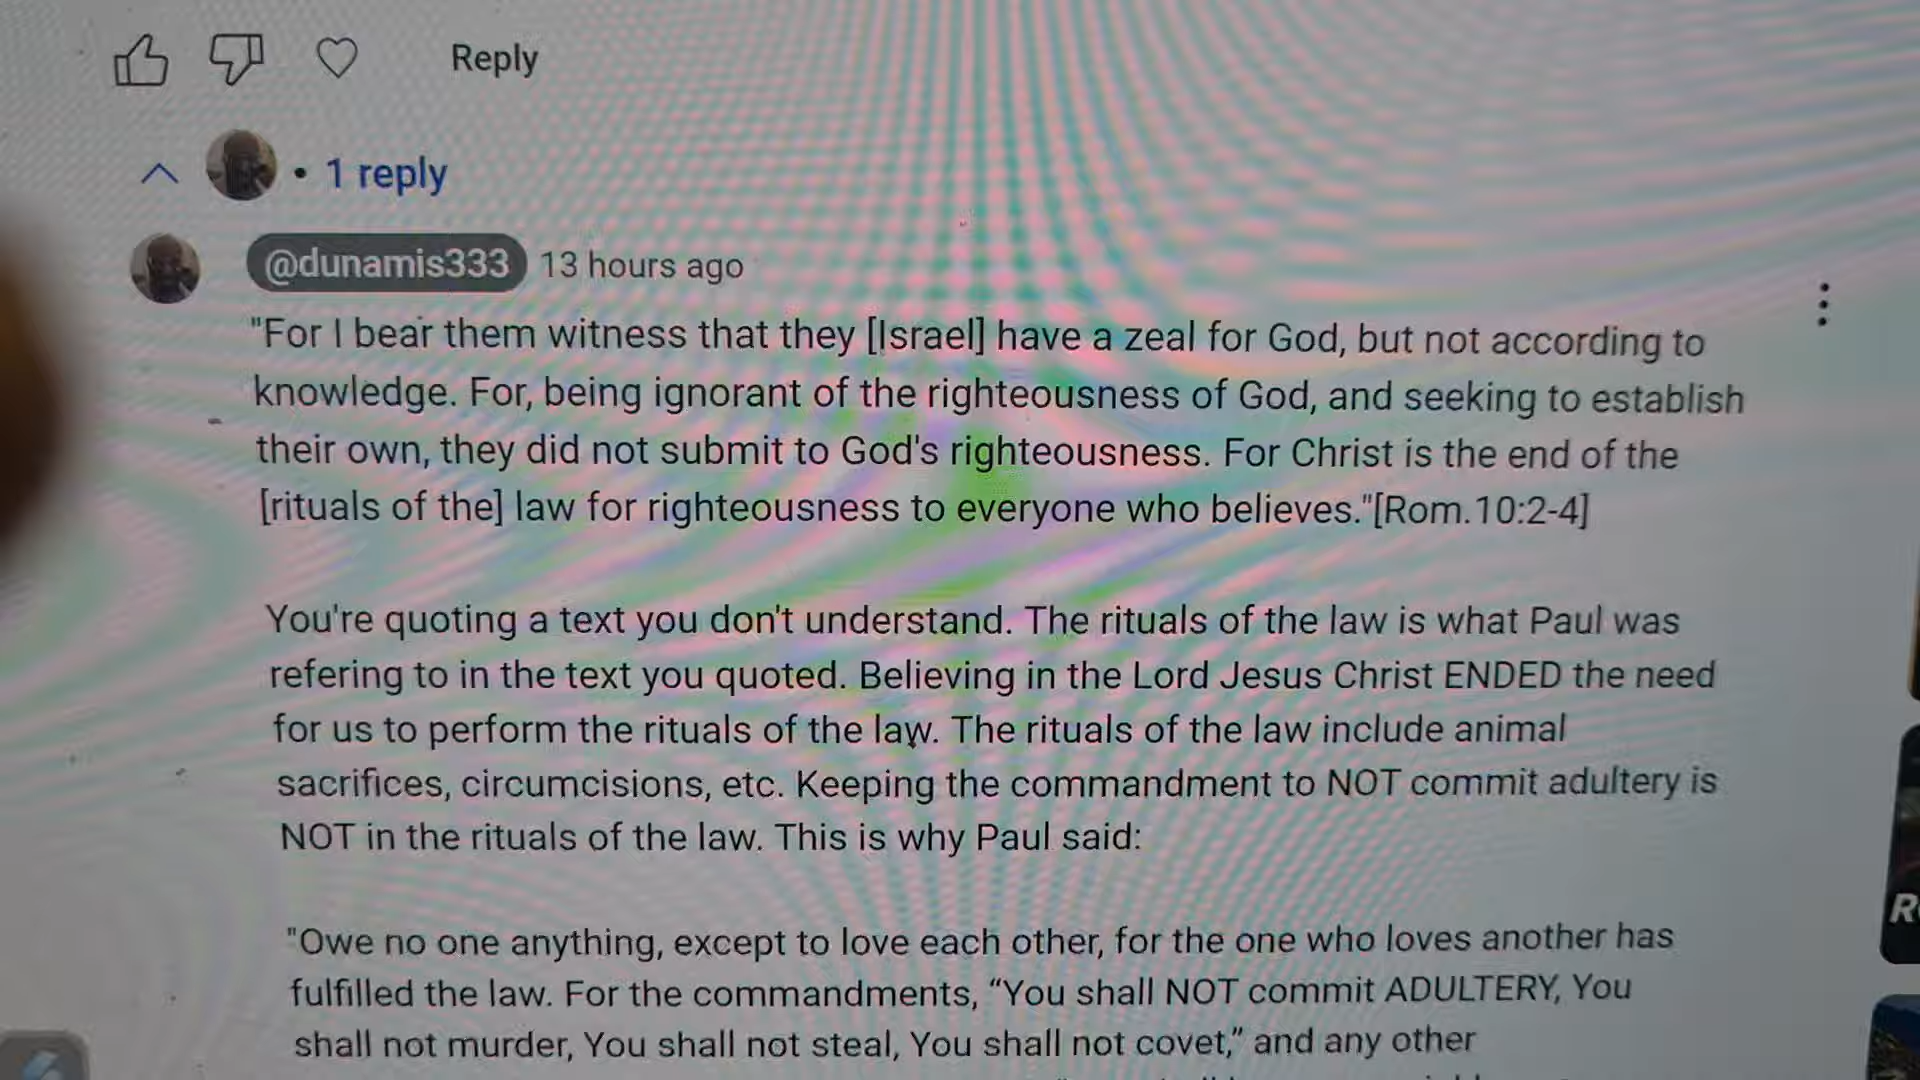 Reply
• 1 reply
@dunamis333 13 hours ago
"For I bear them witness that they [Israel] have a zeal for God, but not according to
knowledge. For, being ignorant of the righteousness of God, and seeking to establish
their own, they did not submit to God's righteousness. For Christ is the end of the
[rituals of the] law for righteousness to everyone who believes."[Rom.10:2-4]
You're quoting a text you don't understand. The rituals of the law is what Paul was
refering to in the text you quoted. Believing in the Lord Jesus Christ ENDED the need
for us to perform the rituals of the law. The rituals of the law include animal
sacrifices, circumcisions, etc. Keeping the commandment to NOT commit adultery is
NOT in the rituals of the law. This is why Paul said:
"Owe no one anything, except to love each other, for the one who loves another has
fulfilled the law. For the commandments, “You shall NOT commit ADULTERY, You
shall not murder, You shall not steal, You shall not covet,” and any other